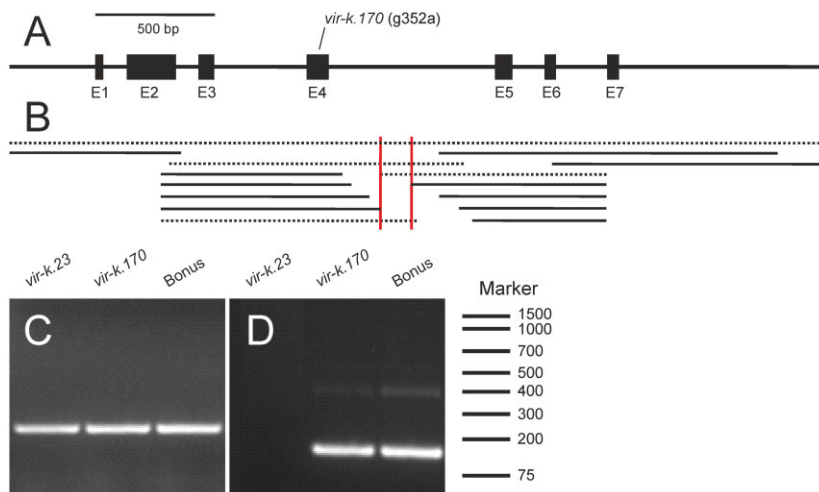 A
500 bp
vir-k.170 (g352a)
E1 E2 E3 E4 E5 E6 E7
B
vir-k.23 vir-k.170 Bonus vir-k.23 vir-k.170 Bonus
Marker
C D
1500
1000
700
500
400
300
200
75